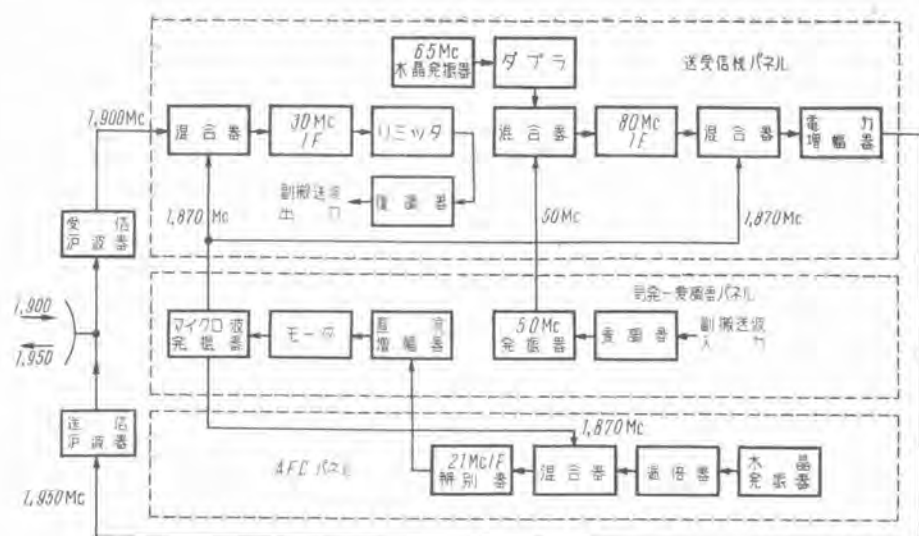 65Mc
水晶発振器
ダブラ
送受信機パネル
1,900Mc
混合器
30Mc
IF
リミッタ
混合器
80Mc
IF
混合器
電力
増幅器
副搬送波
出力
復調器
1,870 Mc
50Mc
1,870Mc
受信
沪波器
1,900
1,950
マイクロ波
発振器
モータ
直流
増幅器
50Mc
発振器
変調器
副搬送波
入力
送信
沪波器
1,870Mc
AFCパネル
21McIF
辨別器
混合器
逓倍器
水晶
発振器
1,950Mc